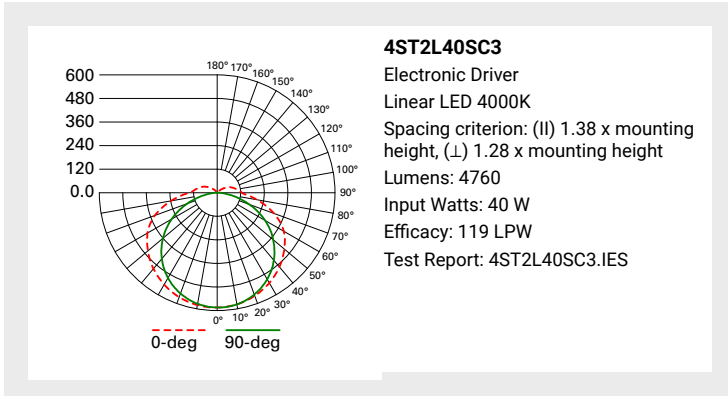 600
480
360
240
120
0.0
180°
170°
160°
150°
140°
130°
120°
110°
100°
90°
80°
70°
60°
50°
40°
30°
20°
10°
0°
0-deg
90-deg
4ST2L40SC3
Electronic Driver
Linear LED 4000K
Spacing criterion: (II) 1.38 x mounting
height, (⊥) 1.28 x mounting height
Lumens: 4760
Input Watts: 40 W
Efficacy: 119 LPW
Test Report: 4ST2L40SC3.IES